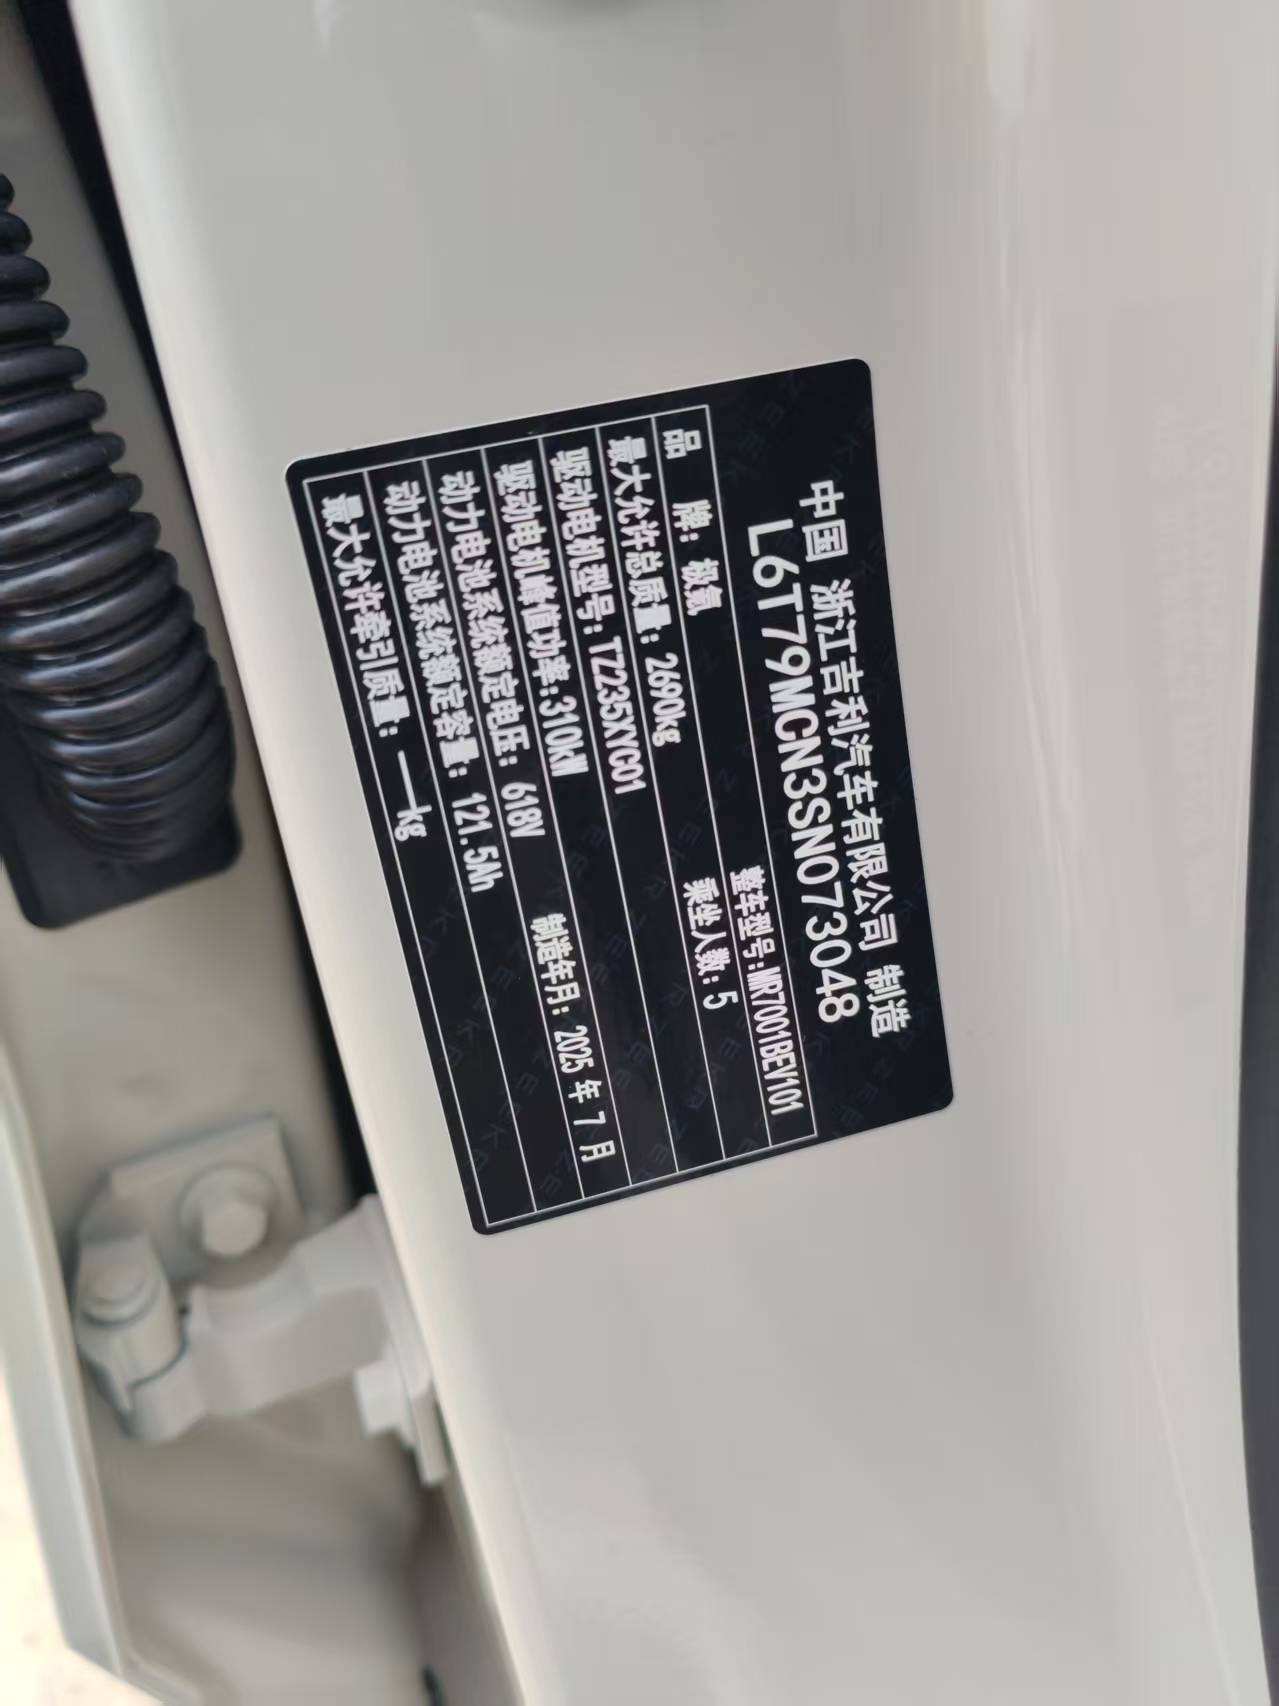 中国 浙江吉利汽车有限公司 制造
L6T79MCN3SN073048
品 牌: 极氪 整车型号:MR7001BEV101
最大允许总质量: 2690kg 乘坐人数: 5
驱动电机型号: TZ235XYC01
驱动电机峰值功率:310kW
动力电池系统额定电压: 618V 制造年月: 2025 年 7 月
动力电池系统额定容量: 121.5Ah
最大允许牵引质量: 一kg